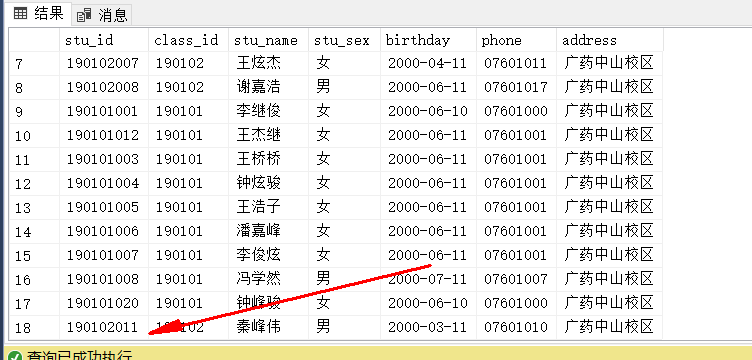 结果 消息
stu_id class_id stu_name stu_sex birthday phone address
7 190102007 190102 王炫杰 女 2000-04-11 07601011 广药中山校区
8 190102008 190102 谢嘉浩 男 2000-06-11 07601017 广药中山校区
9 190101001 190101 李继俊 女 2000-06-10 07601000 广药中山校区
10 190101012 190101 王杰继 女 2000-06-11 07601001 广药中山校区
11 190101003 190101 王桥桥 女 2000-06-11 07601001 广药中山校区
12 190101004 190101 钟炫骏 女 2000-06-11 07601001 广药中山校区
13 190101005 190101 王浩子 女 2000-06-11 07601001 广药中山校区
14 190101006 190101 潘嘉峰 女 2000-06-11 07601001 广药中山校区
15 190101007 190101 李俊炫 女 2000-06-11 07601001 广药中山校区
16 190101008 190101 冯学然 男 2000-07-11 07601007 广药中山校区
17 190101020 190101 钟峰骏 女 2000-06-10 07601000 广药中山校区
18 190102011 190102 秦峰伟 男 2000-03-11 07601010 广药中山校区
查询已成功执行